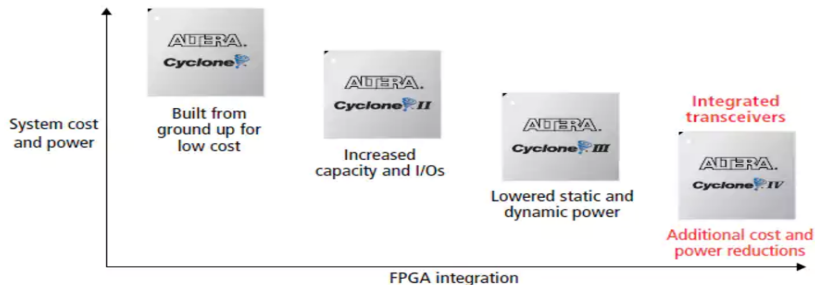 ALTERA.
Cyclone
Built from
ground up for
low cost
ALTERA.
Cyclone II
Increased
capacity and I/Os
ALTERA.
Cyclone III
Lowered static and
dynamic power
Integrated
transceivers
ALTERA.
Cyclone IV
Additional cost and
power reductions
System cost
and power
FPGA integration